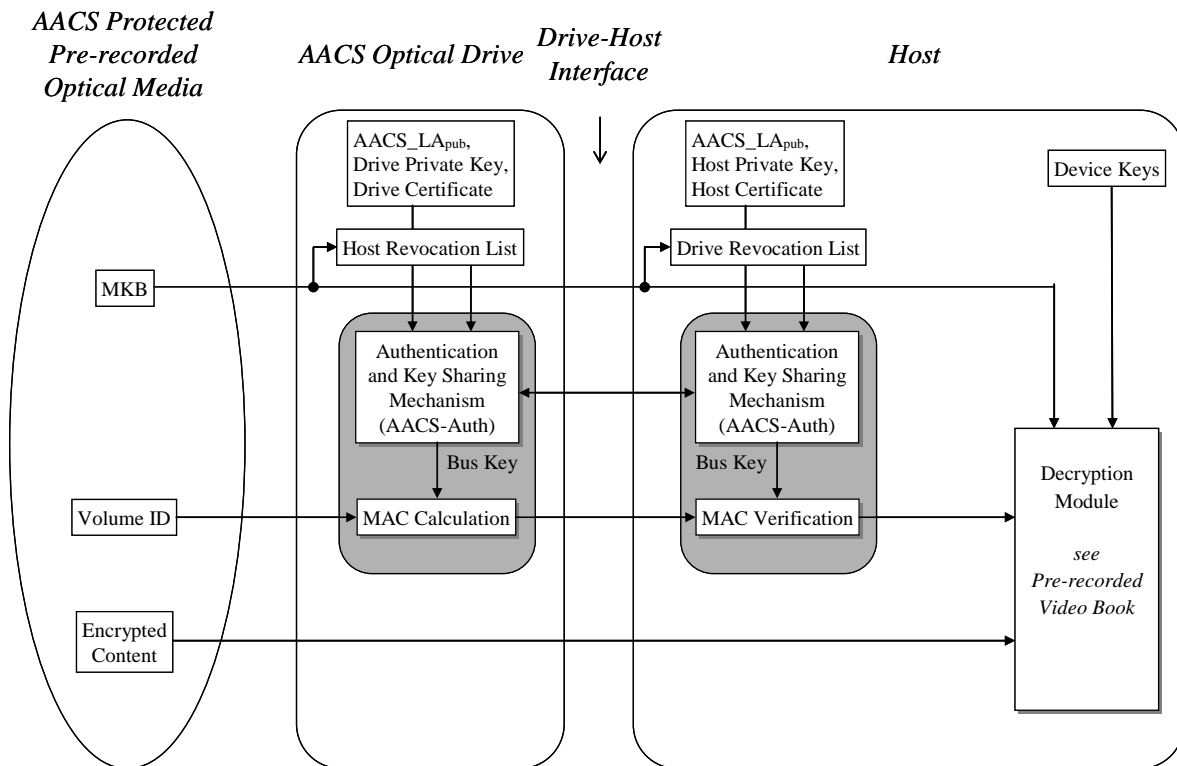 AACS Protected
Pre-recorded
Optical Media
AACS Optical Drive
Drive-Host
Interface
Host
AACS_LApub,
Drive Private Key,
Drive Certificate
AACS_LApub,
Host Private Key,
Host Certificate
Device Keys
Host Revocation List
Drive Revocation List
MKB
Authentication
and Key Sharing
Mechanism
(AACS-Auth)
Authentication
and Key Sharing
Mechanism
(AACS-Auth)
Bus Key
Bus Key
Volume ID
MAC Calculation
MAC Verification
Decryption
Module
see
Pre-recorded
Video Book
Encrypted
Content